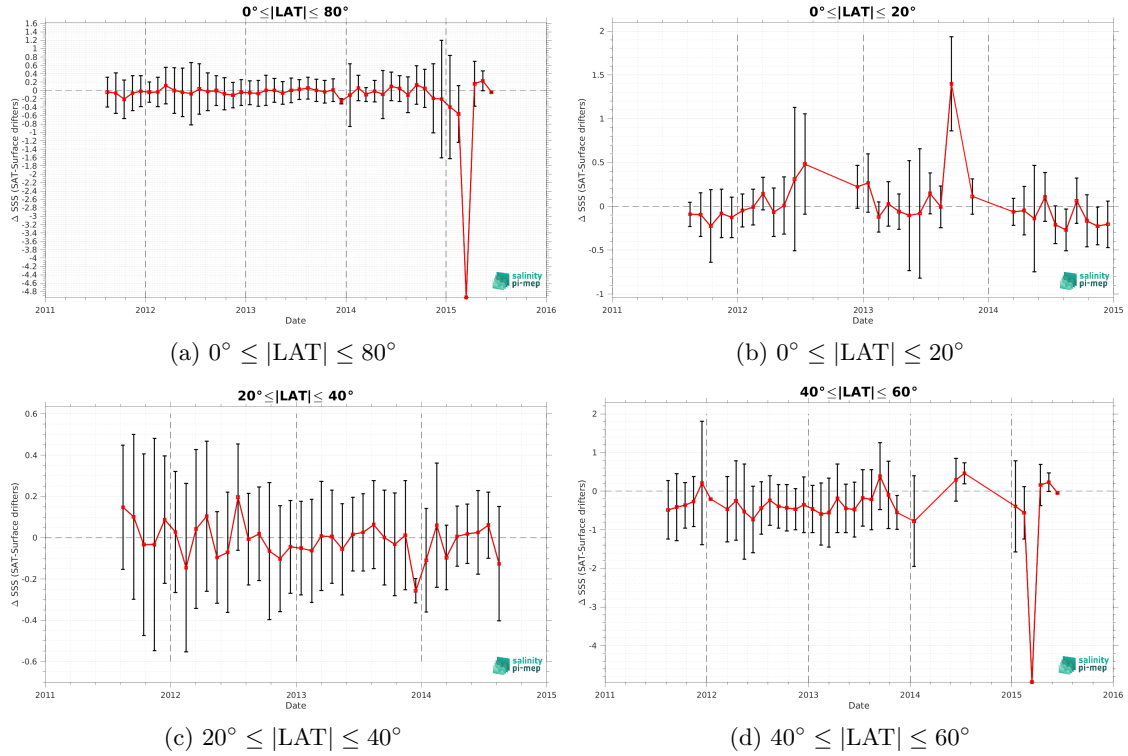 0°≤|LAT|≤ 80°
1.6
1.4
1.2
1
0.8
0.6
0.4
0.2
0
-0.2
-0.4
-0.6
-0.8
-1
-1.2
-1.4
-1.6
-1.8
-2
-2.2
-2.4
-2.6
-2.8
-3
-3.2
-3.4
-3.6
-3.8
-4
-4.2
-4.4
-4.6
-4.8
Δ SSS (SAT-Surface drifters)
2011 2012 2013 2014 2015 2016
Date
salinity
pi-mep
(a) 0° ≤ |LAT| ≤ 80°
0°≤|LAT|≤ 20°
2
1.5
1
0.5
0
-0.5
-1
Δ SSS (SAT-Surface drifters)
2011 2012 2013 2014 2015
Date
salinity
pi-mep
(b) 0° ≤ |LAT| ≤ 20°
20°≤|LAT|≤ 40°
0.6
0.4
0.2
0
-0.2
-0.4
-0.6
Δ SSS (SAT-Surface drifters)
2011 2012 2013 2014 2015
Date
salinity
pi-mep
(c) 20° ≤ |LAT| ≤ 40°
40°≤|LAT|≤ 60°
2
1
0
-1
-2
-3
-4
Δ SSS (SAT-Surface drifters)
2011 2012 2013 2014 2015 2016
Date
salinity
pi-mep
(d) 40° ≤ |LAT| ≤ 60°